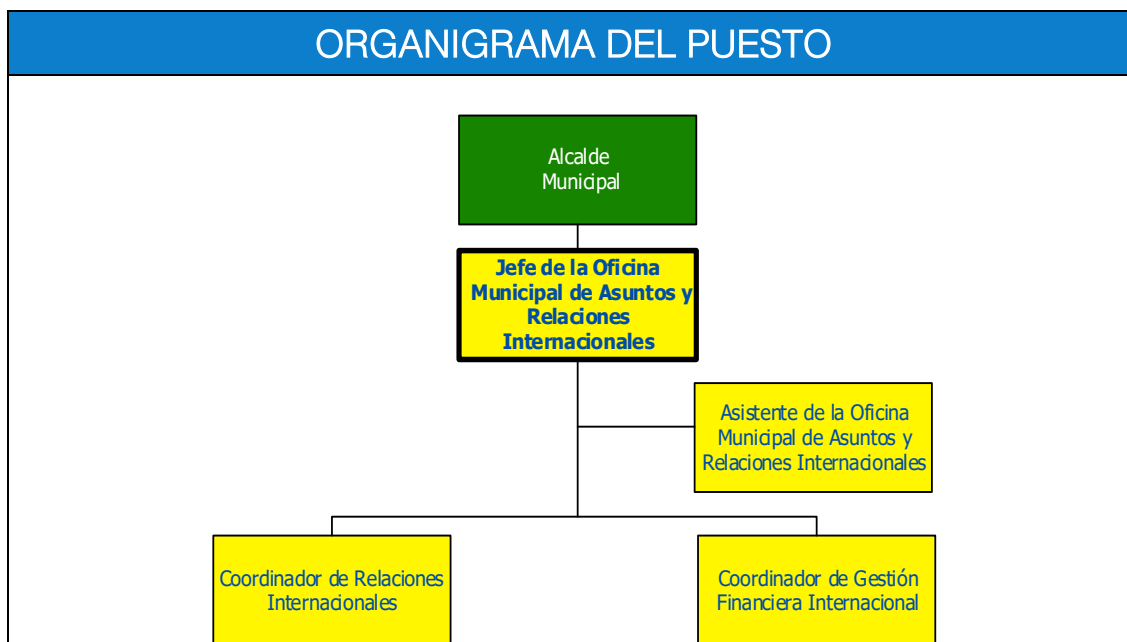 ORGANIGRAMA DEL PUESTO
Alcalde
Municipal
Jefe de la Oficina
Municipal de Asuntos y
Relaciones
Internacionales
Asistente de la Oficina
Municipal de Asuntos y
Relaciones Internacionales
Coordinador de Relaciones
Internacionales
Coordinador de Gestión
Financiera Internacional